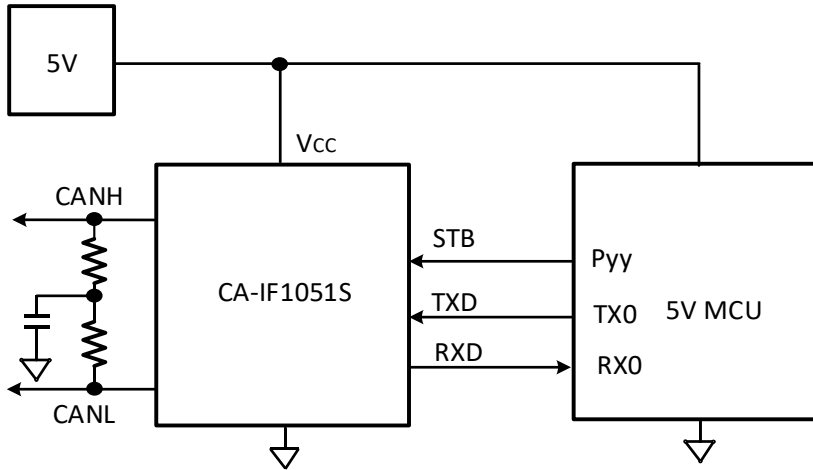 5V
VCC
CANH
STB
Pyy
CA-IF1051S
TXD
TX0
5V MCU
RXD
RX0
CANL